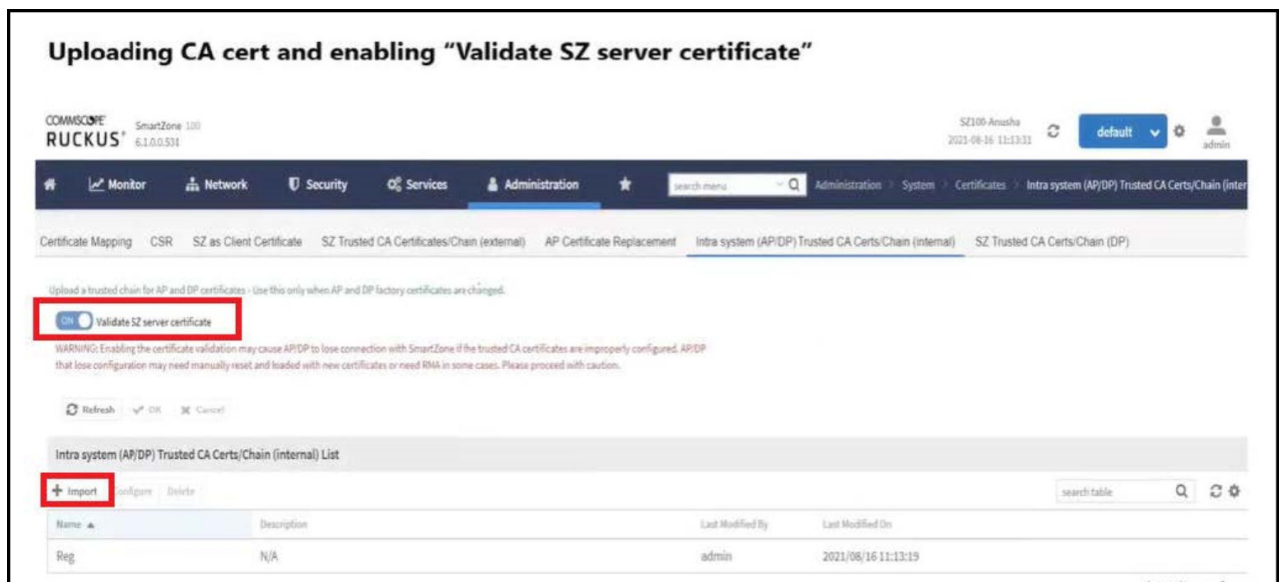 Uploading CA cert and enabling “Validate SZ server certificate”
COMMSCOPE
RUCKUS® SmartZone 100
6.1.0.0.531
SZ100-Anusha
2021-08-16 11:13:31
default
admin
Monitor Network Security Services Administration search menu Administration > System > Certificates > Intra system (AP/DP) Trusted CA Certs/Chain (inter
Certificate Mapping CSR SZ as Client Certificate SZ Trusted CA Certificates/Chain (external) AP Certificate Replacement Intra system (AP/DP) Trusted CA Certs/Chain (internal) SZ Trusted CA Certs/Chain (DP)
Upload a trusted chain for AP and DP certificates - Use this only when AP and DP factory certificates are changed.
ON Validate SZ server certificate
WARNING: Enabling the certificate validation may cause AP/DP to lose connection with SmartZone if the trusted CA certificates are improperly configured. AP/DP
that lose configuration may need manually reset and loaded with new certificates or need RMA in some cases. Please proceed with caution.
Refresh OK Cancel
Intra system (AP/DP) Trusted CA Certs/Chain (internal) List
Import Configure Delete search table
Name Description Last Modified By Last Modified On
Reg N/A admin 2021/08/16 11:13:19